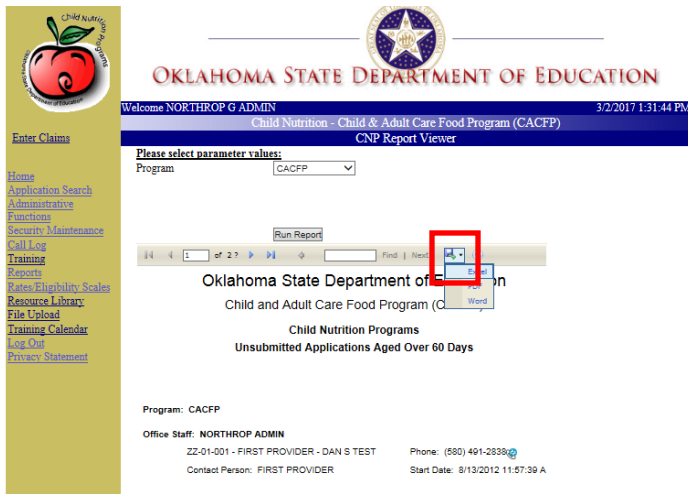 Child Nutrition Programs
Department of Education
OKLAHOMA STATE DEPARTMENT OF EDUCATION
Welcome NORTHROP G ADMIN 3/2/2017 1:31:44 PM
Child Nutrition - Child & Adult Care Food Program (CACFP)
Enter Claims
CNP Report Viewer
Please select parameter values:
Program CACFP
Home
Application Search
Administrative
Functions
Security Maintenance
Call Log
Training
Reports
Rates/Eligibility Scales
Resource Library
File Upload
Training Calendar
Log Out
Privacy Statement
Run Report
1 of 2 ? Find | Next
Excel
PDF
Word
Oklahoma State Department of E on
Child and Adult Care Food Program (C
Child Nutrition Programs
Unsubmitted Applications Aged Over 60 Days
Program: CACFP
Office Staff: NORTHROP ADMIN
ZZ-01-001 - FIRST PROVIDER - DAN S TEST Phone: (580) 491-2838
Contact Person: FIRST PROVIDER Start Date: 8/13/2012 11:57:39 A